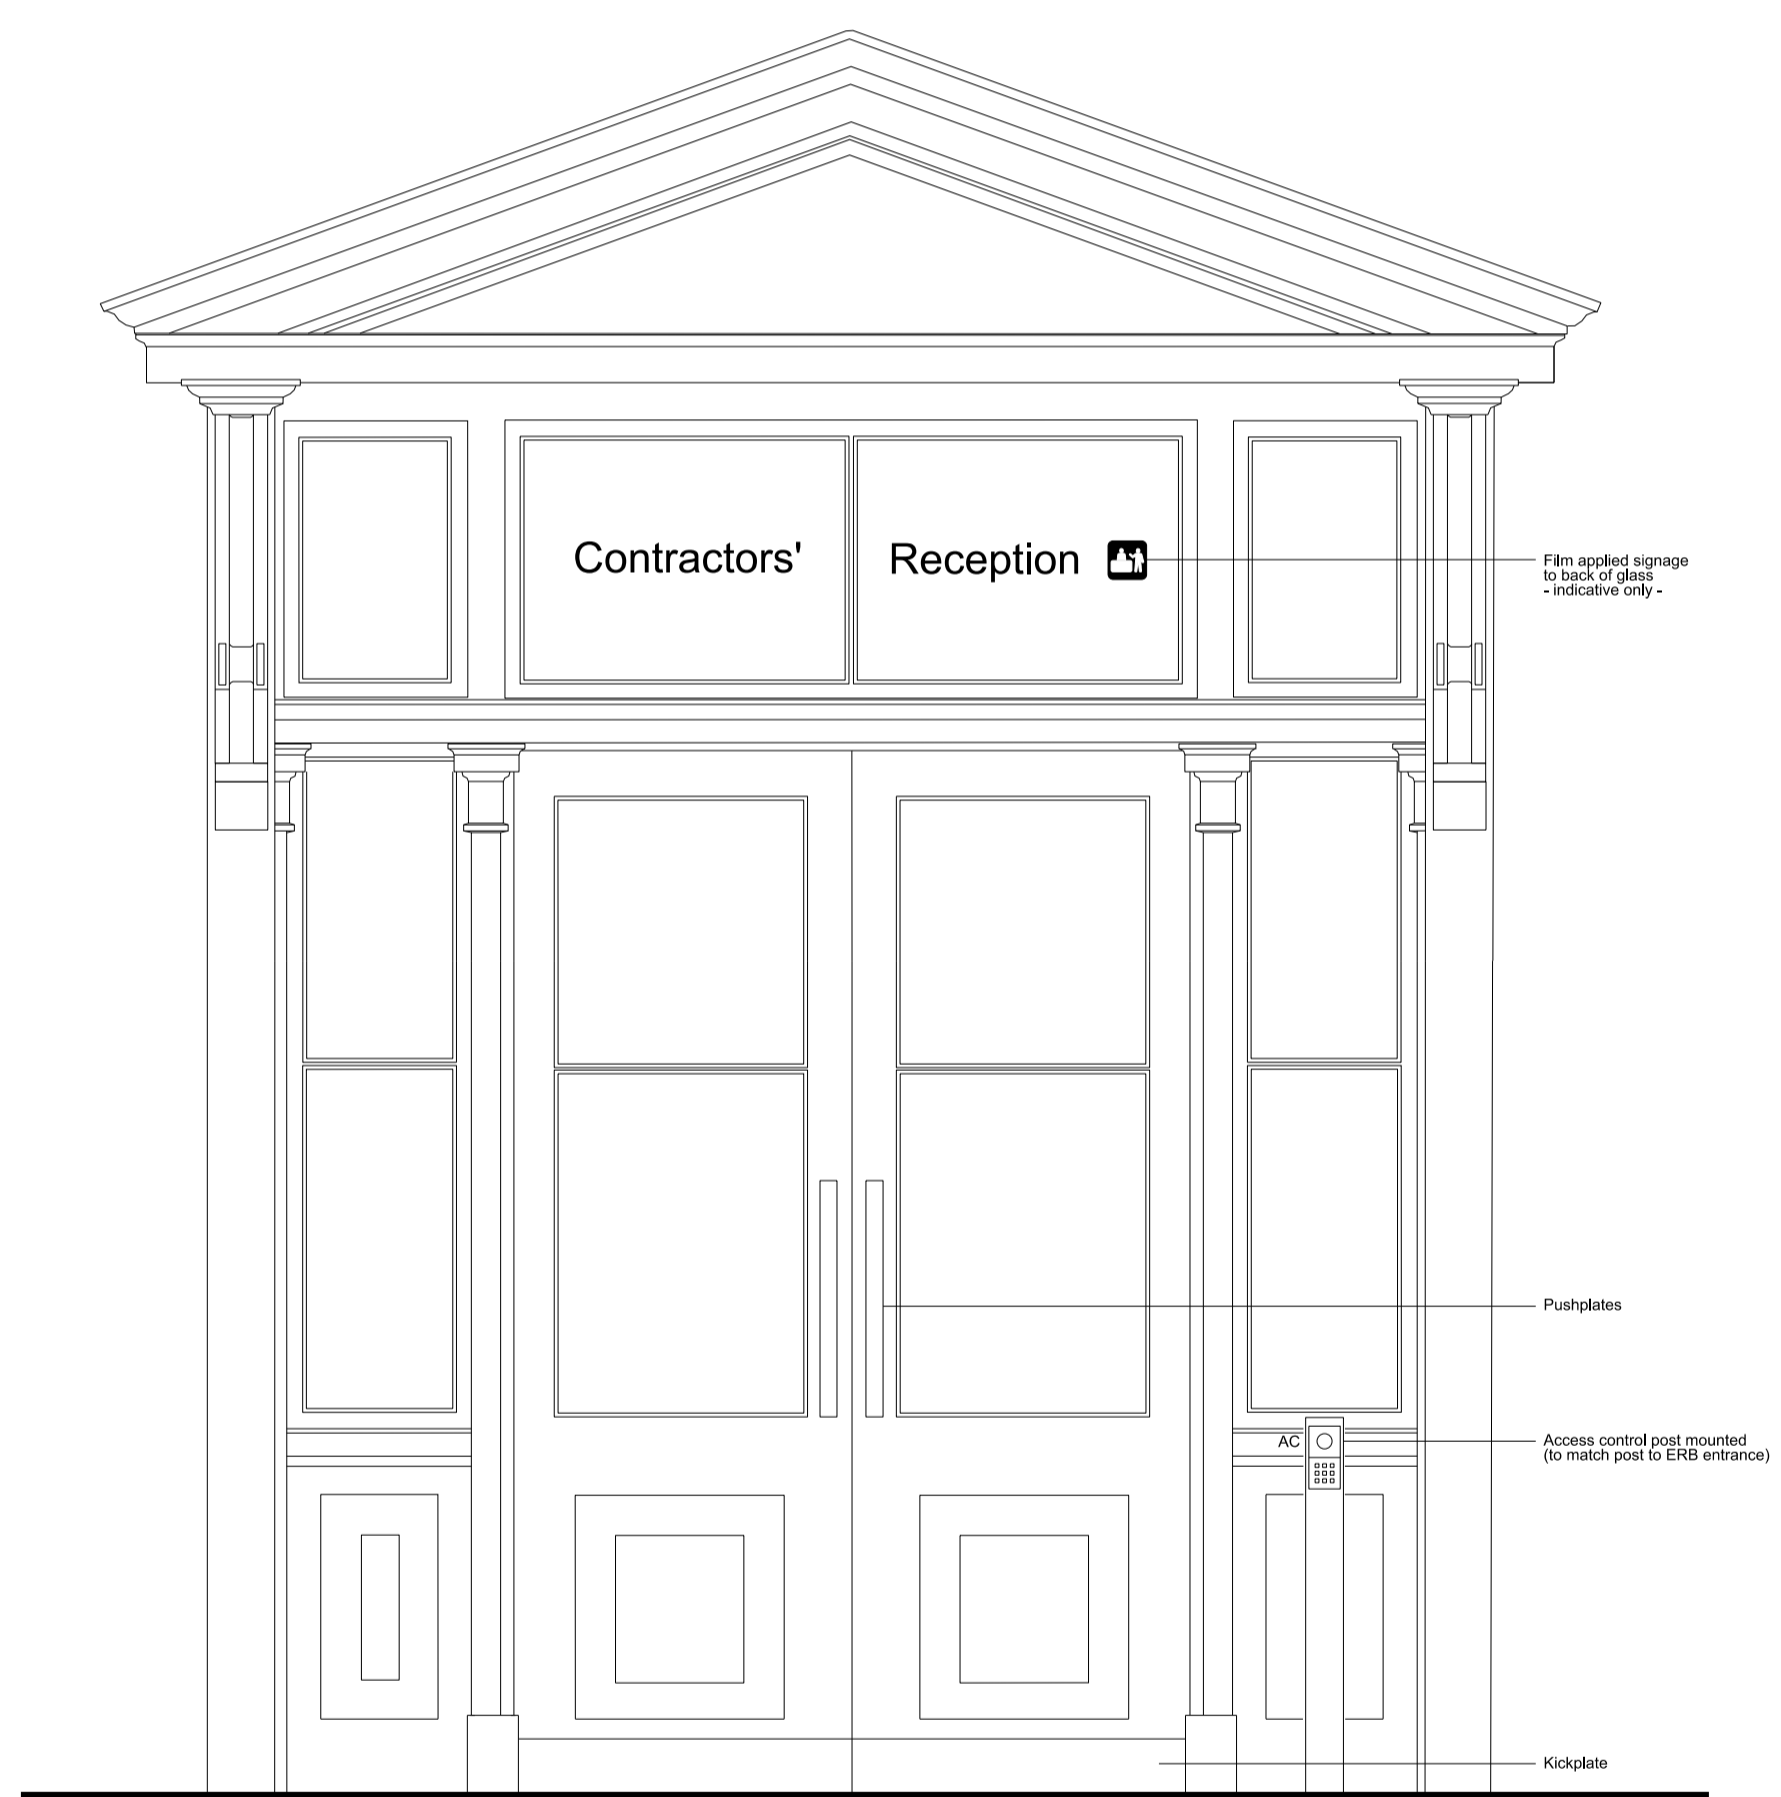 Contractors' Reception
Film applied signage
to back of glass
- indicative only -
Pushplates
AC
Access control post mounted
(to match post to ERB entrance)
Kickplate